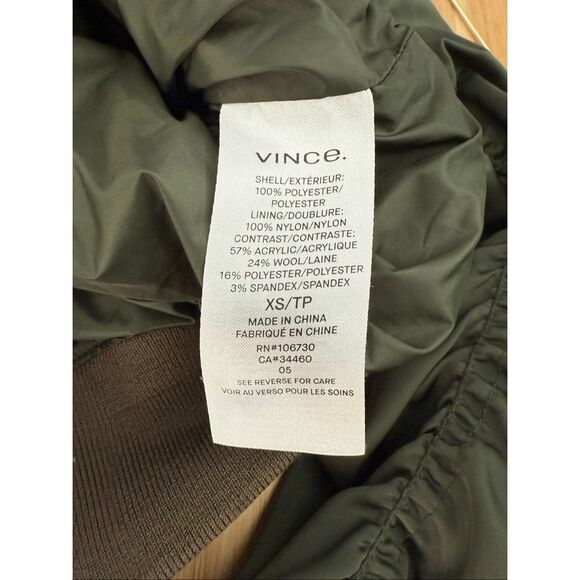 VINCe.
SHELL/EXTÉRIEUR:
100% POLYESTER/
POLYESTER
LINING/DOUBLURE:
100% NYLON/NYLON
CONTRAST/CONTRASTE:
57% ACRYLIC/ACRYLIQUE
24% WOOL/LAINE
16% POLYESTER/POLYESTER
3% SPANDEX/SPANDEX
XS/TP
MADE IN CHINA
FABRIQUÉ EN CHINE
RN#106730
CA#34460
05
SEE REVERSE FOR CARE
VOIR AU VERSO POUR LES SOINS